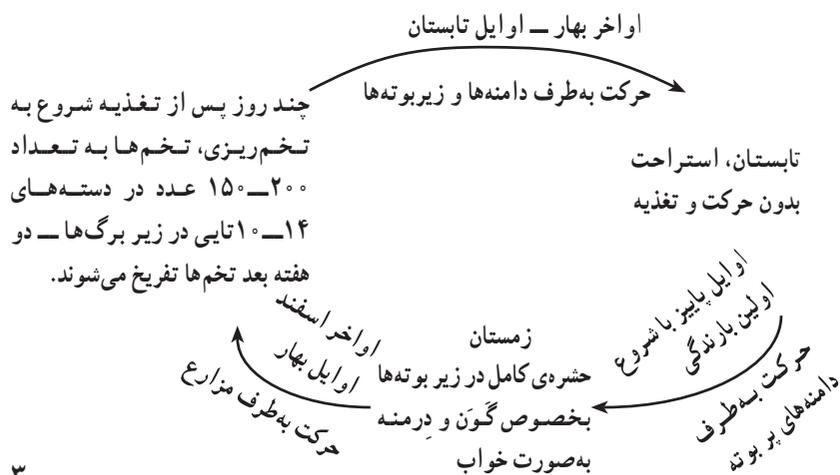 اواخر بهار ــ اوایل تابستان
حرکت به‌طرف دامنه‌ها و زیربوته‌ها
چند روز پس از تغذیه شروع به
تخم‌ریزی، تخم‌ها به تعداد
۲۰۰ــ۱۵۰ عدد در دسته‌های
۱۴ــ۱۰تایی در زیر برگ‌ها ــ دو
هفته بعد تخم‌ها تفریخ می‌شوند.
تابستان، استراحت
بدون حرکت و تغذیه
اوایل پاییز با شروع
اولین بارندگی
حرکت به‌طرف
دامنه‌های پر بوته
زمستان
حشره‌ی کامل در زیر بوته‌ها
بخصوص گَوَن و دِرمنه
به‌صورت خواب
اواخر اسفند
اوایل بهار
حرکت به‌طرف مزارع